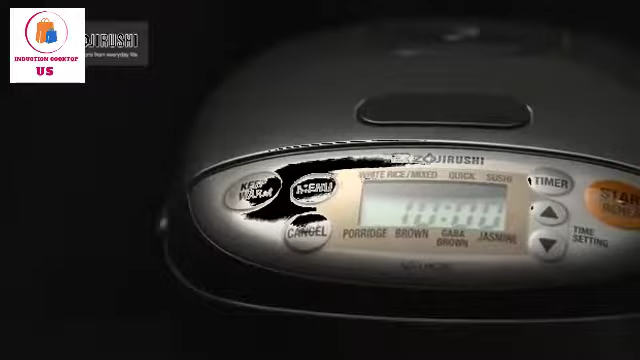 INDUCTION COOKTOP
US
ZOJIRUSHI
KEEP
WARM
MENU
CANCEL
WHITE RICE/MIXED QUICK SUSHI
PORRIDGE BROWN GABA BROWN JASMINE
TIMER
TIME
SETTING
START